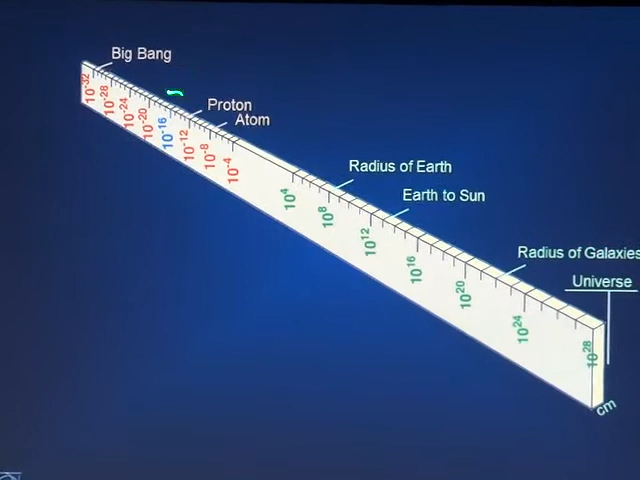 Big Bang
Proton
Atom
Radius of Earth
Earth to Sun
Radius of Galaxies
Universe
10^-32
10^-28
10^-24
10^-20
10^-16
10^-12
10^-8
10^-4
10^4
10^8
10^12
10^16
10^20
10^24
10^28
cm